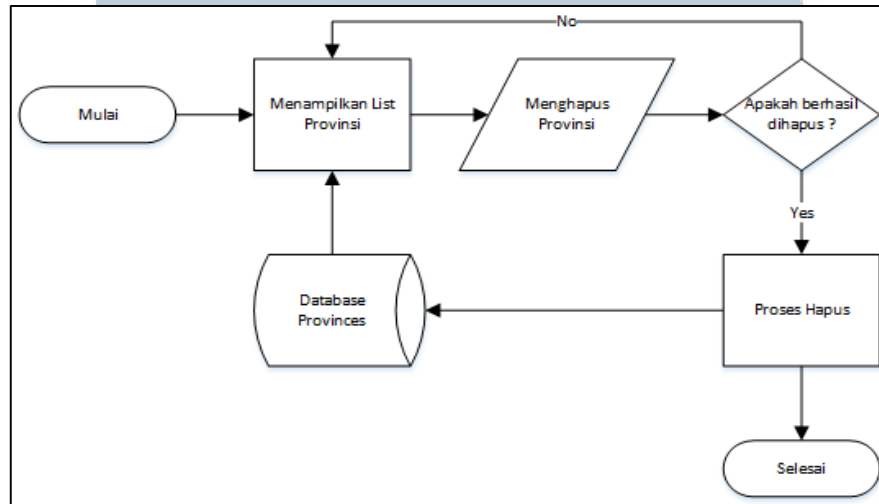 No
Mulai
Menampilkan List
Provinsi
Menghapus
Provinsi
Apakah berhasil
dihapus ?
Yes
Database
Provinces
Proses Hapus
Selesai